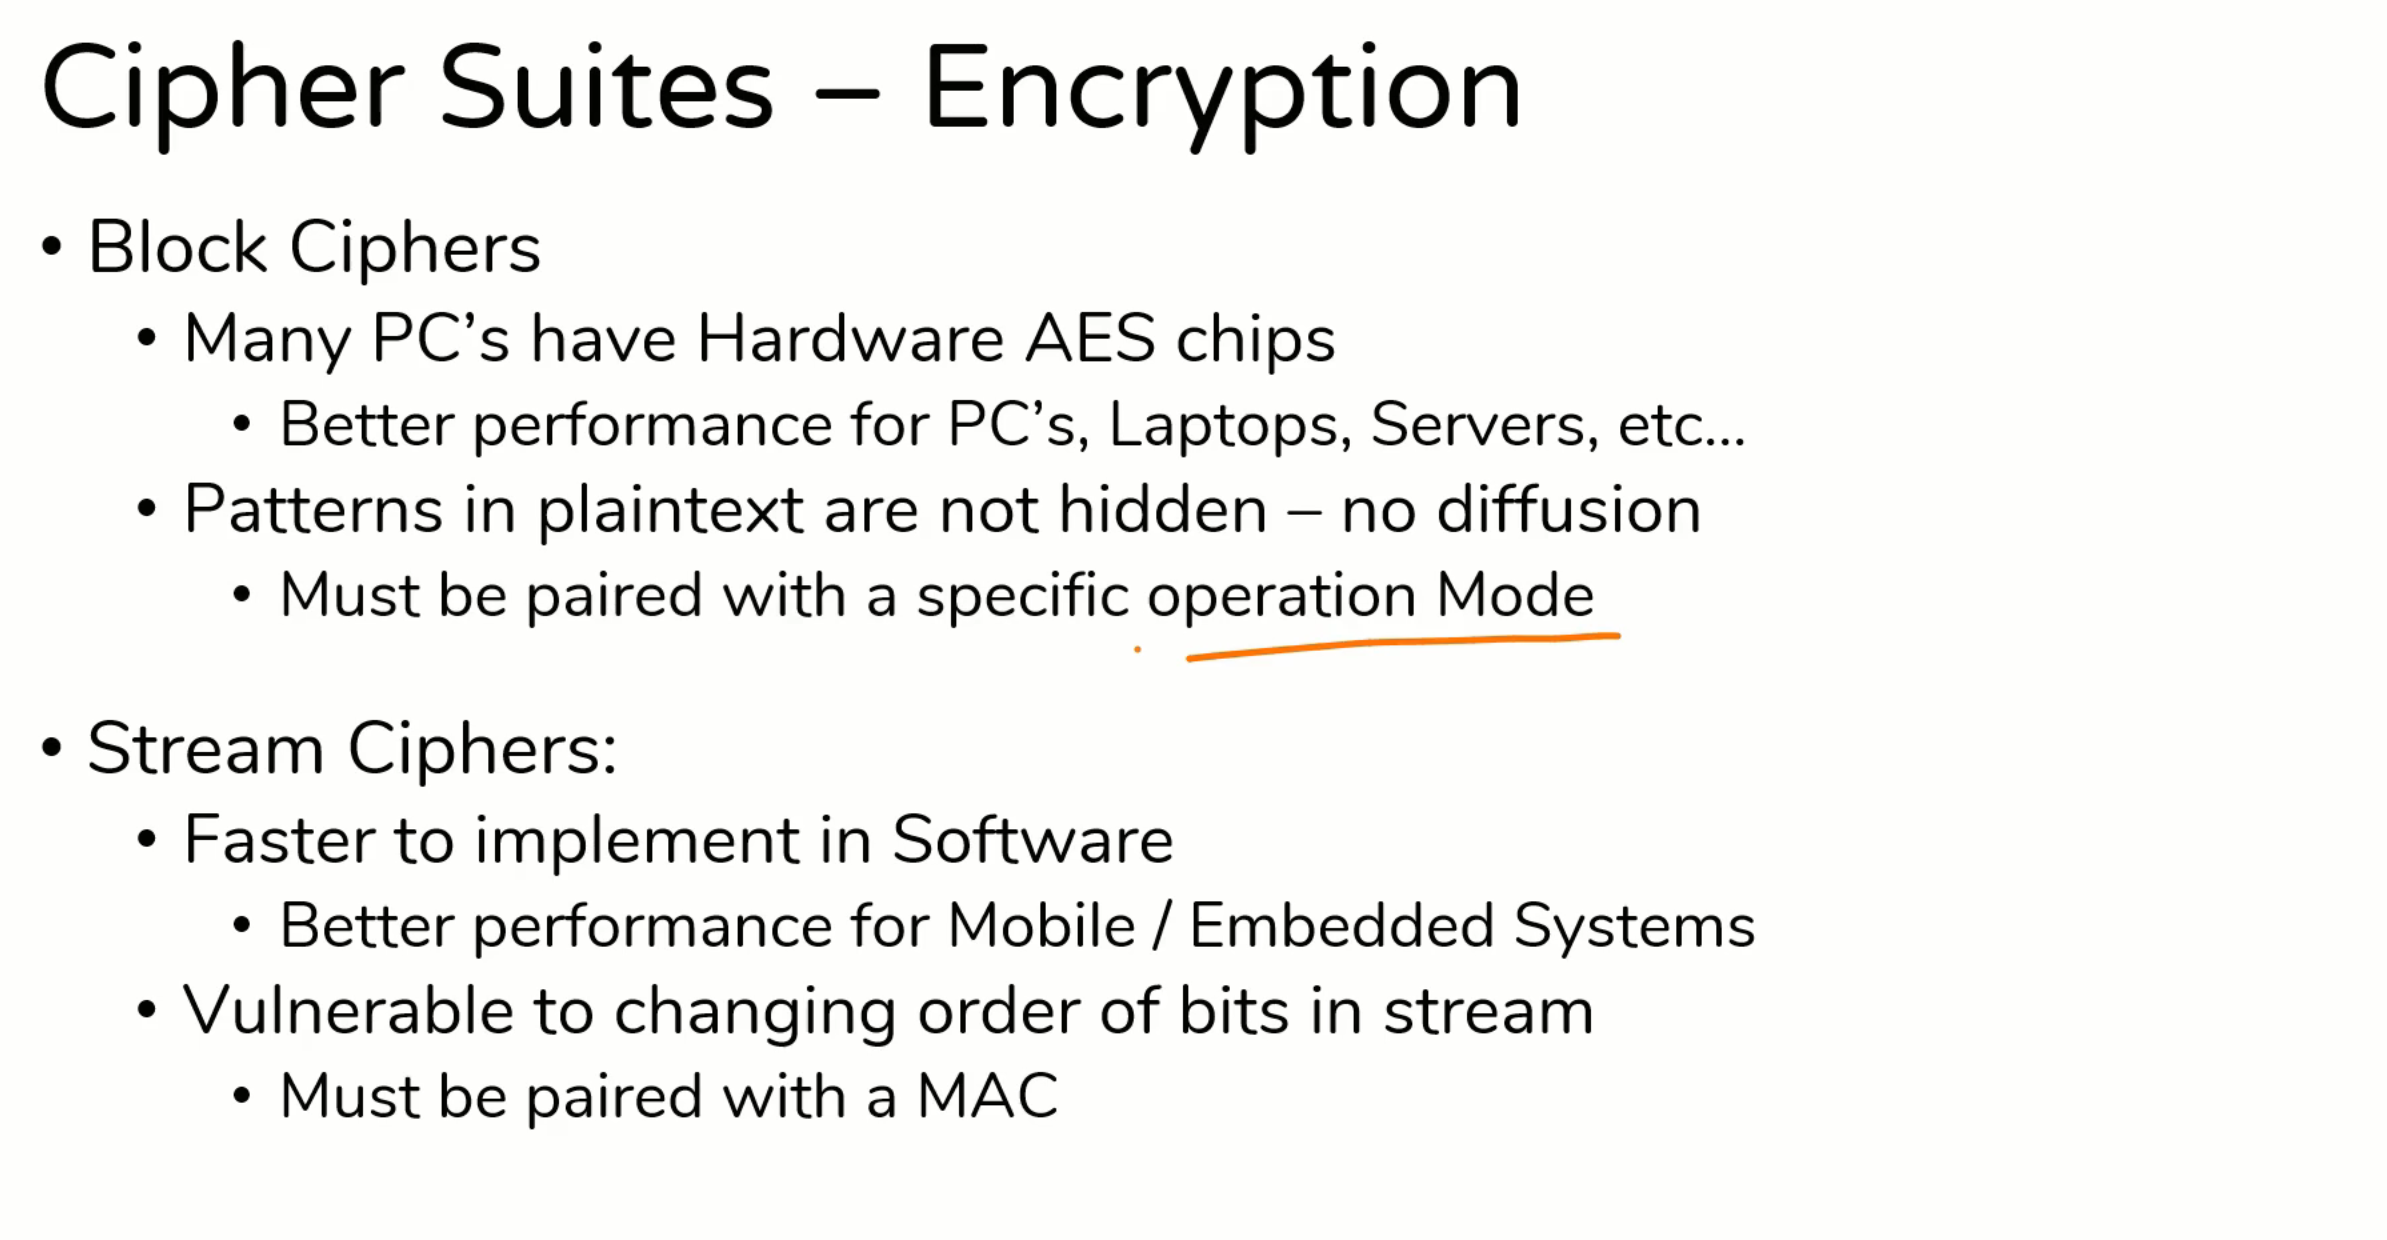 Cipher Suites – Encryption
• Block Ciphers
• Many PC’s have Hardware AES chips
• Better performance for PC’s, Laptops, Servers, etc...
• Patterns in plaintext are not hidden – no diffusion
• Must be paired with a specific operation Mode
• Stream Ciphers:
• Faster to implement in Software
• Better performance for Mobile / Embedded Systems
• Vulnerable to changing order of bits in stream
• Must be paired with a MAC